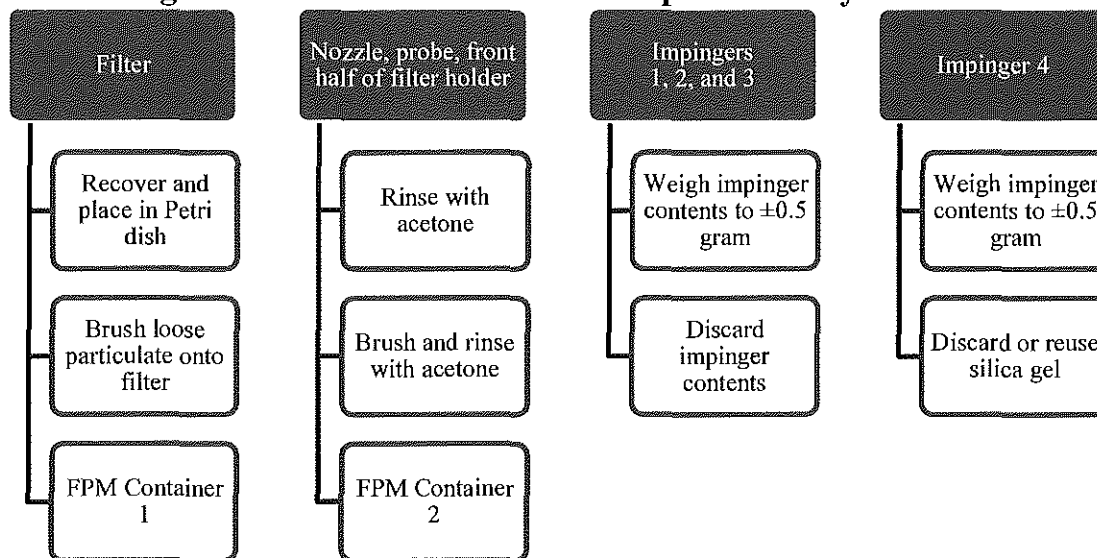 Filter
Recover and
place in Petri
dish
Brush loose
particulate onto
filter
FPM Container
1
Nozzle, probe, front
half of filter holder
Rinse with
acetone
Brush and rinse
with acetone
FPM Container
2
Impingers
1, 2, and 3
Weigh impinger
contents to ±0.5
gram
Discard
impinger
contents
Impinger 4
Weigh impinger
contents to ±0.5
gram
Discard or reuse
silica gel